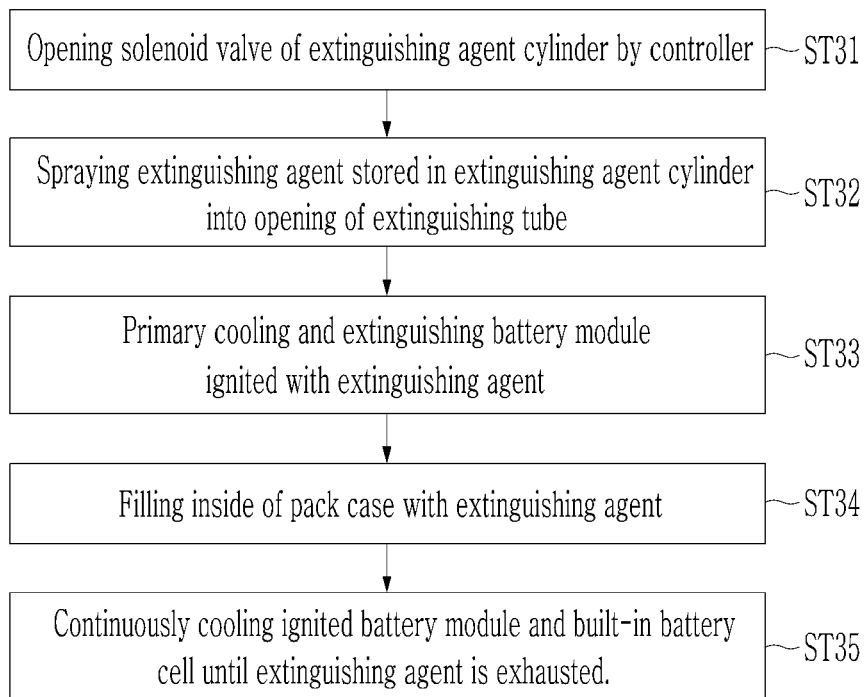 Opening solenoid valve of extinguishing agent cylinder by controller
ST31
Spraying extinguishing agent stored in extinguishing agent cylinder
into opening of extinguishing tube
ST32
Primary cooling and extinguishing battery module
ignited with extinguishing agent
ST33
Filling inside of pack case with extinguishing agent
ST34
Continuously cooling ignited battery module and built-in battery
cell until extinguishing agent is exhausted.
ST35